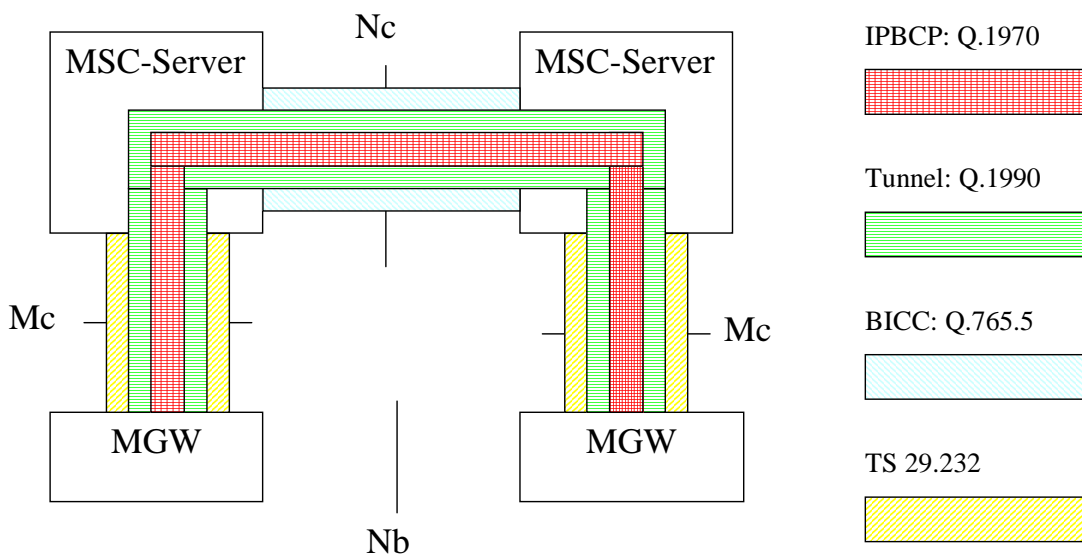 Nc
MSC-Server
MSC-Server
Mc
Mc
MGW
MGW
Nb
IPBCP: Q.1970
Tunnel: Q.1990
BICC: Q.765.5
TS 29.232